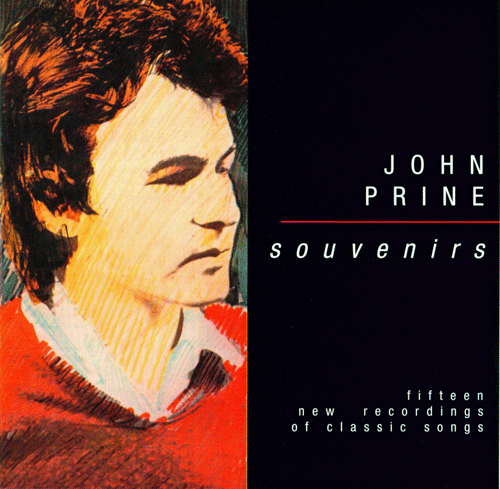 JOHN
PRINE
souvenirs
fifteen
new recordings
of classic songs